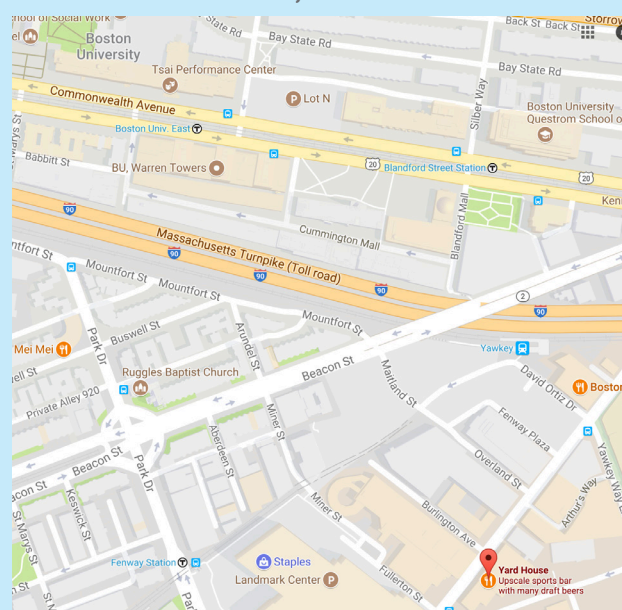 School of Social Work
Back St
Back St
Storrow
Bay State Rd
Bay State Rd
Boston
University
Tsai Performance Center
Lot N
Silber Way
Commonwealth Avenue
Boston University
Questrom School o
Boston Univ. East
20
Blandford Street Station
20
Babbitt St
BU, Warren Towers
Cummington Mall
Blandford Mall
Ken
90
Massachusetts Turnpike (Toll road)
90
90
90
90
2
Mountfort St
Mountfort St
Mountfort St
Mountfort St
Yawkey
Buswell St
Park Dr
Arundel St
Mei Mei
Ruggles Baptist Church
Beacon St
Maitland St
David Ortiz Dr
Boston
Private Alley 920
Fenway Plaza
Miner St
Aberdeen St
Overland St
Yawkey Way
Beacon St
Park Dr
Keswick St
St Marys St
Miner St
Burlington Ave
Arthur's Way
Fenway Station
Staples
Landmark Center
Fullerton St
Yard House
Upscale sports bar
with many draft beers